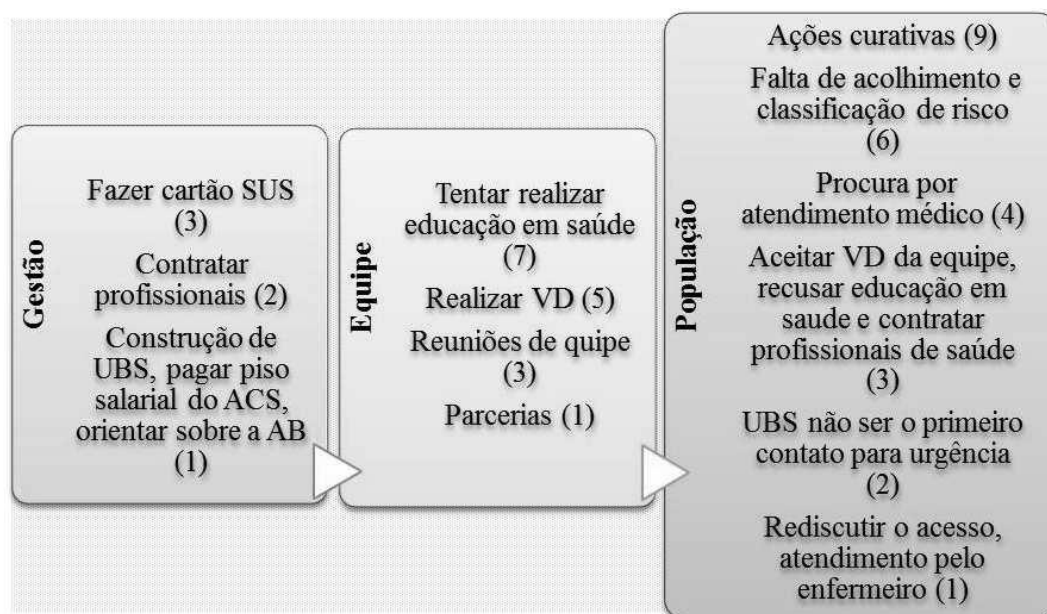 Gestão
Fazer cartão SUS
(3)
Contratar
profissionais (2)
Construção de
UBS, pagar piso
salarial do ACS,
orientar sobre a AB
(1)
Equipe
Tentar realizar
educação em saúde
(7)
Realizar VD (5)
Reuniões de quipe
(3)
Parcerias (1)
População
Ações curativas (9)
Falta de acolhimento e
classificação de risco
(6)
Procura por
atendimento médico (4)
Aceitar VD da equipe,
recusar educação em
saude e contratar
profissionais de saúde
(3)
UBS não ser o primeiro
contato para urgência
(2)
Rediscutir o acesso,
atendimento pelo
enfermeiro (1)